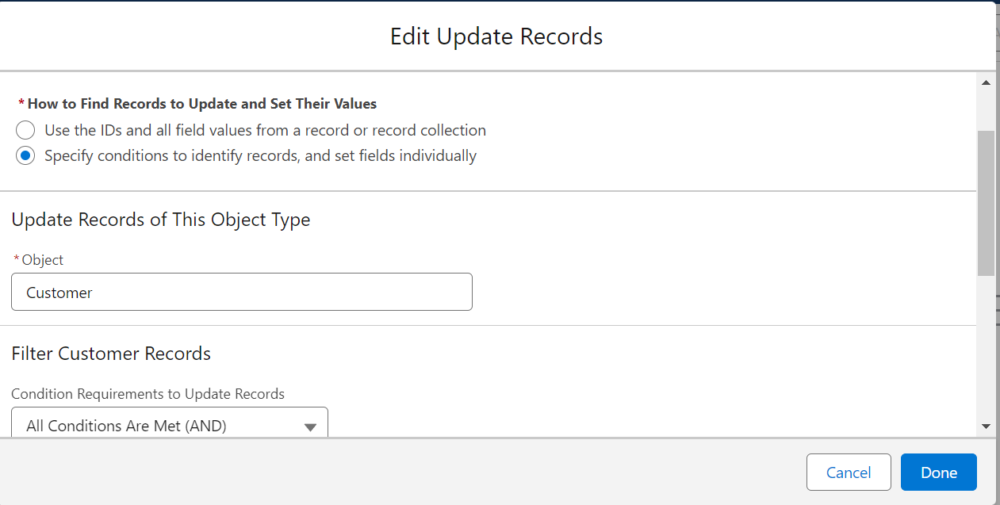 Edit Update Records
* How to Find Records to Update and Set Their Values
Use the IDs and all field values from a record or record collection
Specify conditions to identify records, and set fields individually
Update Records of This Object Type
* Object
Customer
Filter Customer Records
Condition Requirements to Update Records
All Conditions Are Met (AND)
Cancel
Done